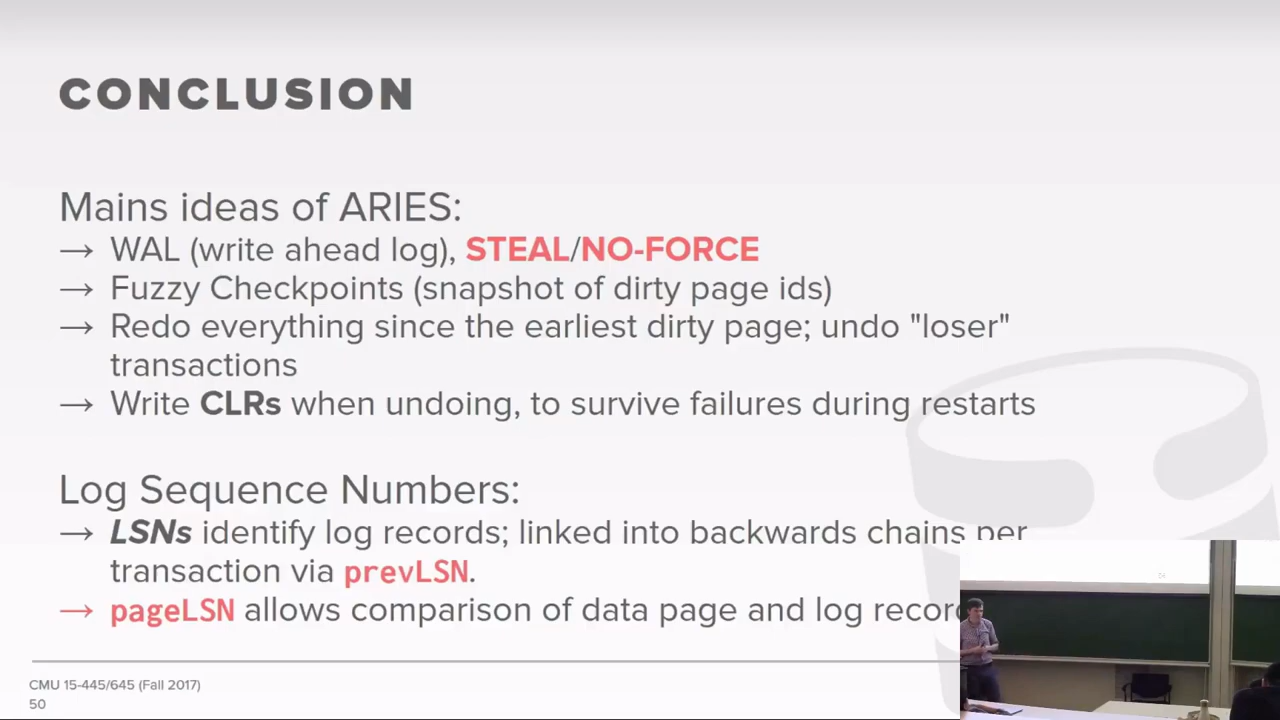 CONCLUSION
Mains ideas of ARIES:
→ WAL (write ahead log), STEAL/NO-FORCE
→ Fuzzy Checkpoints (snapshot of dirty page ids)
→ Redo everything since the earliest dirty page; undo "loser"
transactions
→ Write CLRs when undoing, to survive failures during restarts
Log Sequence Numbers:
→ LSNs identify log records; linked into backwards chains per
transaction via prevLSN.
→ pageLSN allows comparison of data page and log
CMU 15-445/645 (Fall 2017)
50